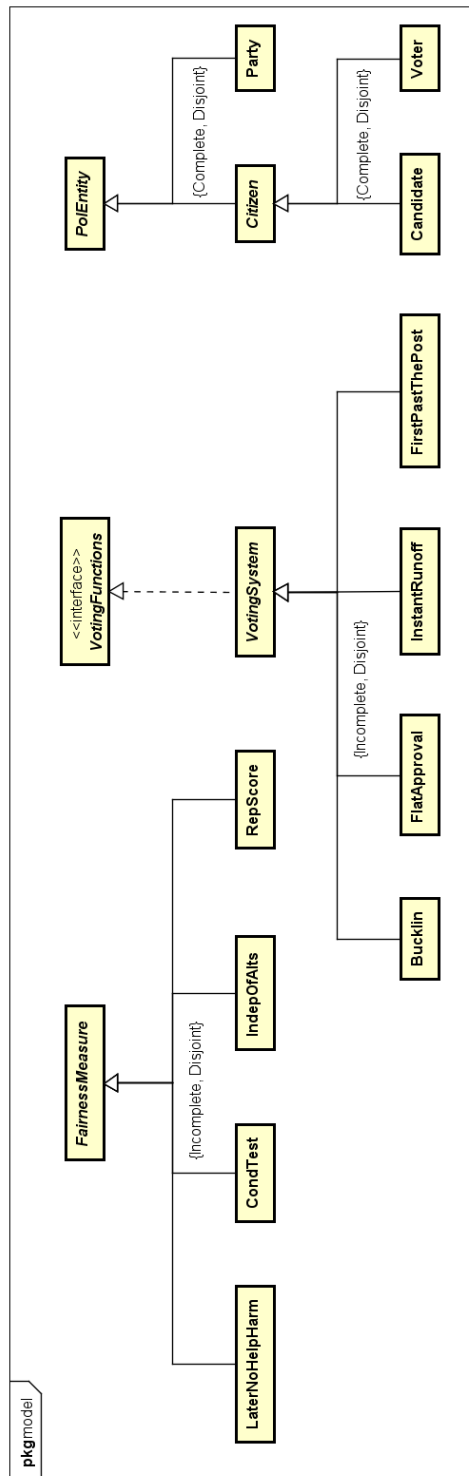 pkg model
FairnessMeasure
<<interface>>
VotingFunctions
PolEntity
{Incomplete, Disjoint}
{Complete, Disjoint}
LaterNoHelpHarm
CondTest
IndepOfAlts
RepScore
VotingSystem
Citizen
Party
{Incomplete, Disjoint}
{Complete, Disjoint}
Bucklin
FlatApproval
InstantRunoff
FirstPastThePost
Candidate
Voter